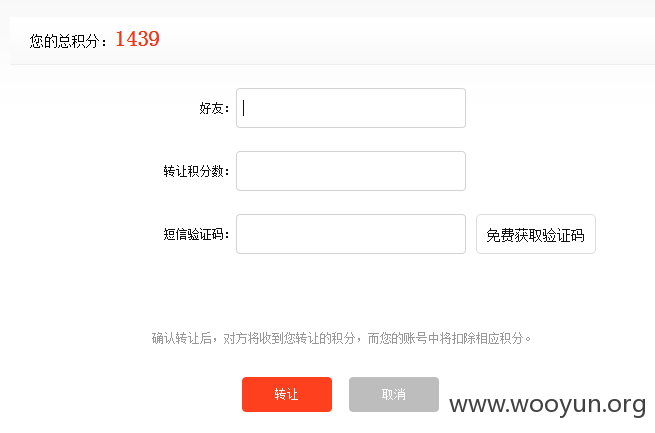 您的总积分：1439
好友：
转让积分数：
短信验证码： 免费获取验证码
确认转让后，对方将收到您转让的积分，而您的账号中将扣除相应积分。
转让 取消
www.wooyun.org